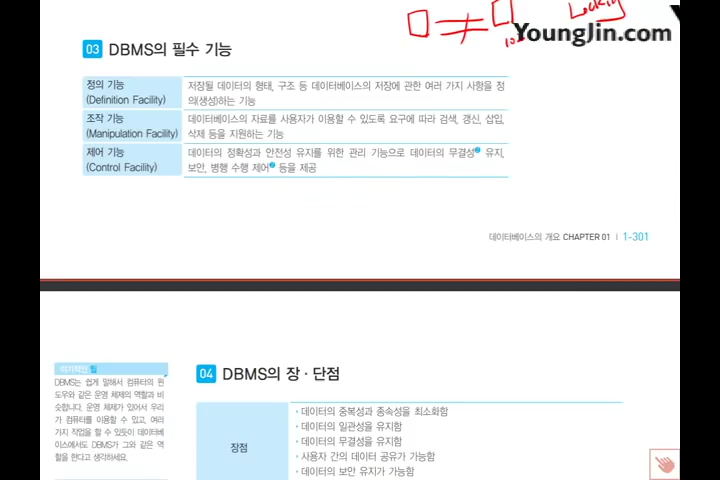 Locking
YoungJin.com
03 DBMS의 필수 기능
정의 기능
(Definition Facility)
저장될 데이터의 형태, 구조 등 데이터베이스의 저장에 관한 여러 가지 사항을 정
의(생성)하는 기능
조작 기능
(Manipulation Facility)
데이터베이스의 자료를 사용자가 이용할 수 있도록 요구에 따라 검색, 갱신, 삽입,
삭제 등을 지원하는 기능
제어 기능
(Control Facility)
데이터의 정확성과 안전성 유지를 위한 관리 기능으로 데이터의 무결성 유지,
보안, 병행 수행 제어 등을 제공
데이터베이스의 개요 CHAPTER 01 | 1-301
이기적인 팁
DBMS는 쉽게 말해서 컴퓨터의 윈
도우와 같은 운영 체제의 역할과 비
슷합니다. 운영 체제가 있어서 우리
가 컴퓨터를 이용할 수 있고, 여러
가지 작업을 할 수 있듯이 데이터베
이스에서도 DBMS가 그와 같은 역
할을 한다고 생각하세요.
04 DBMS의 장 · 단점
장점
• 데이터의 중복성과 종속성을 최소화함
• 데이터의 일관성을 유지함
• 데이터의 무결성을 유지함
• 사용자 간의 데이터 공유가 가능함
• 데이터의 보안 유지가 가능함